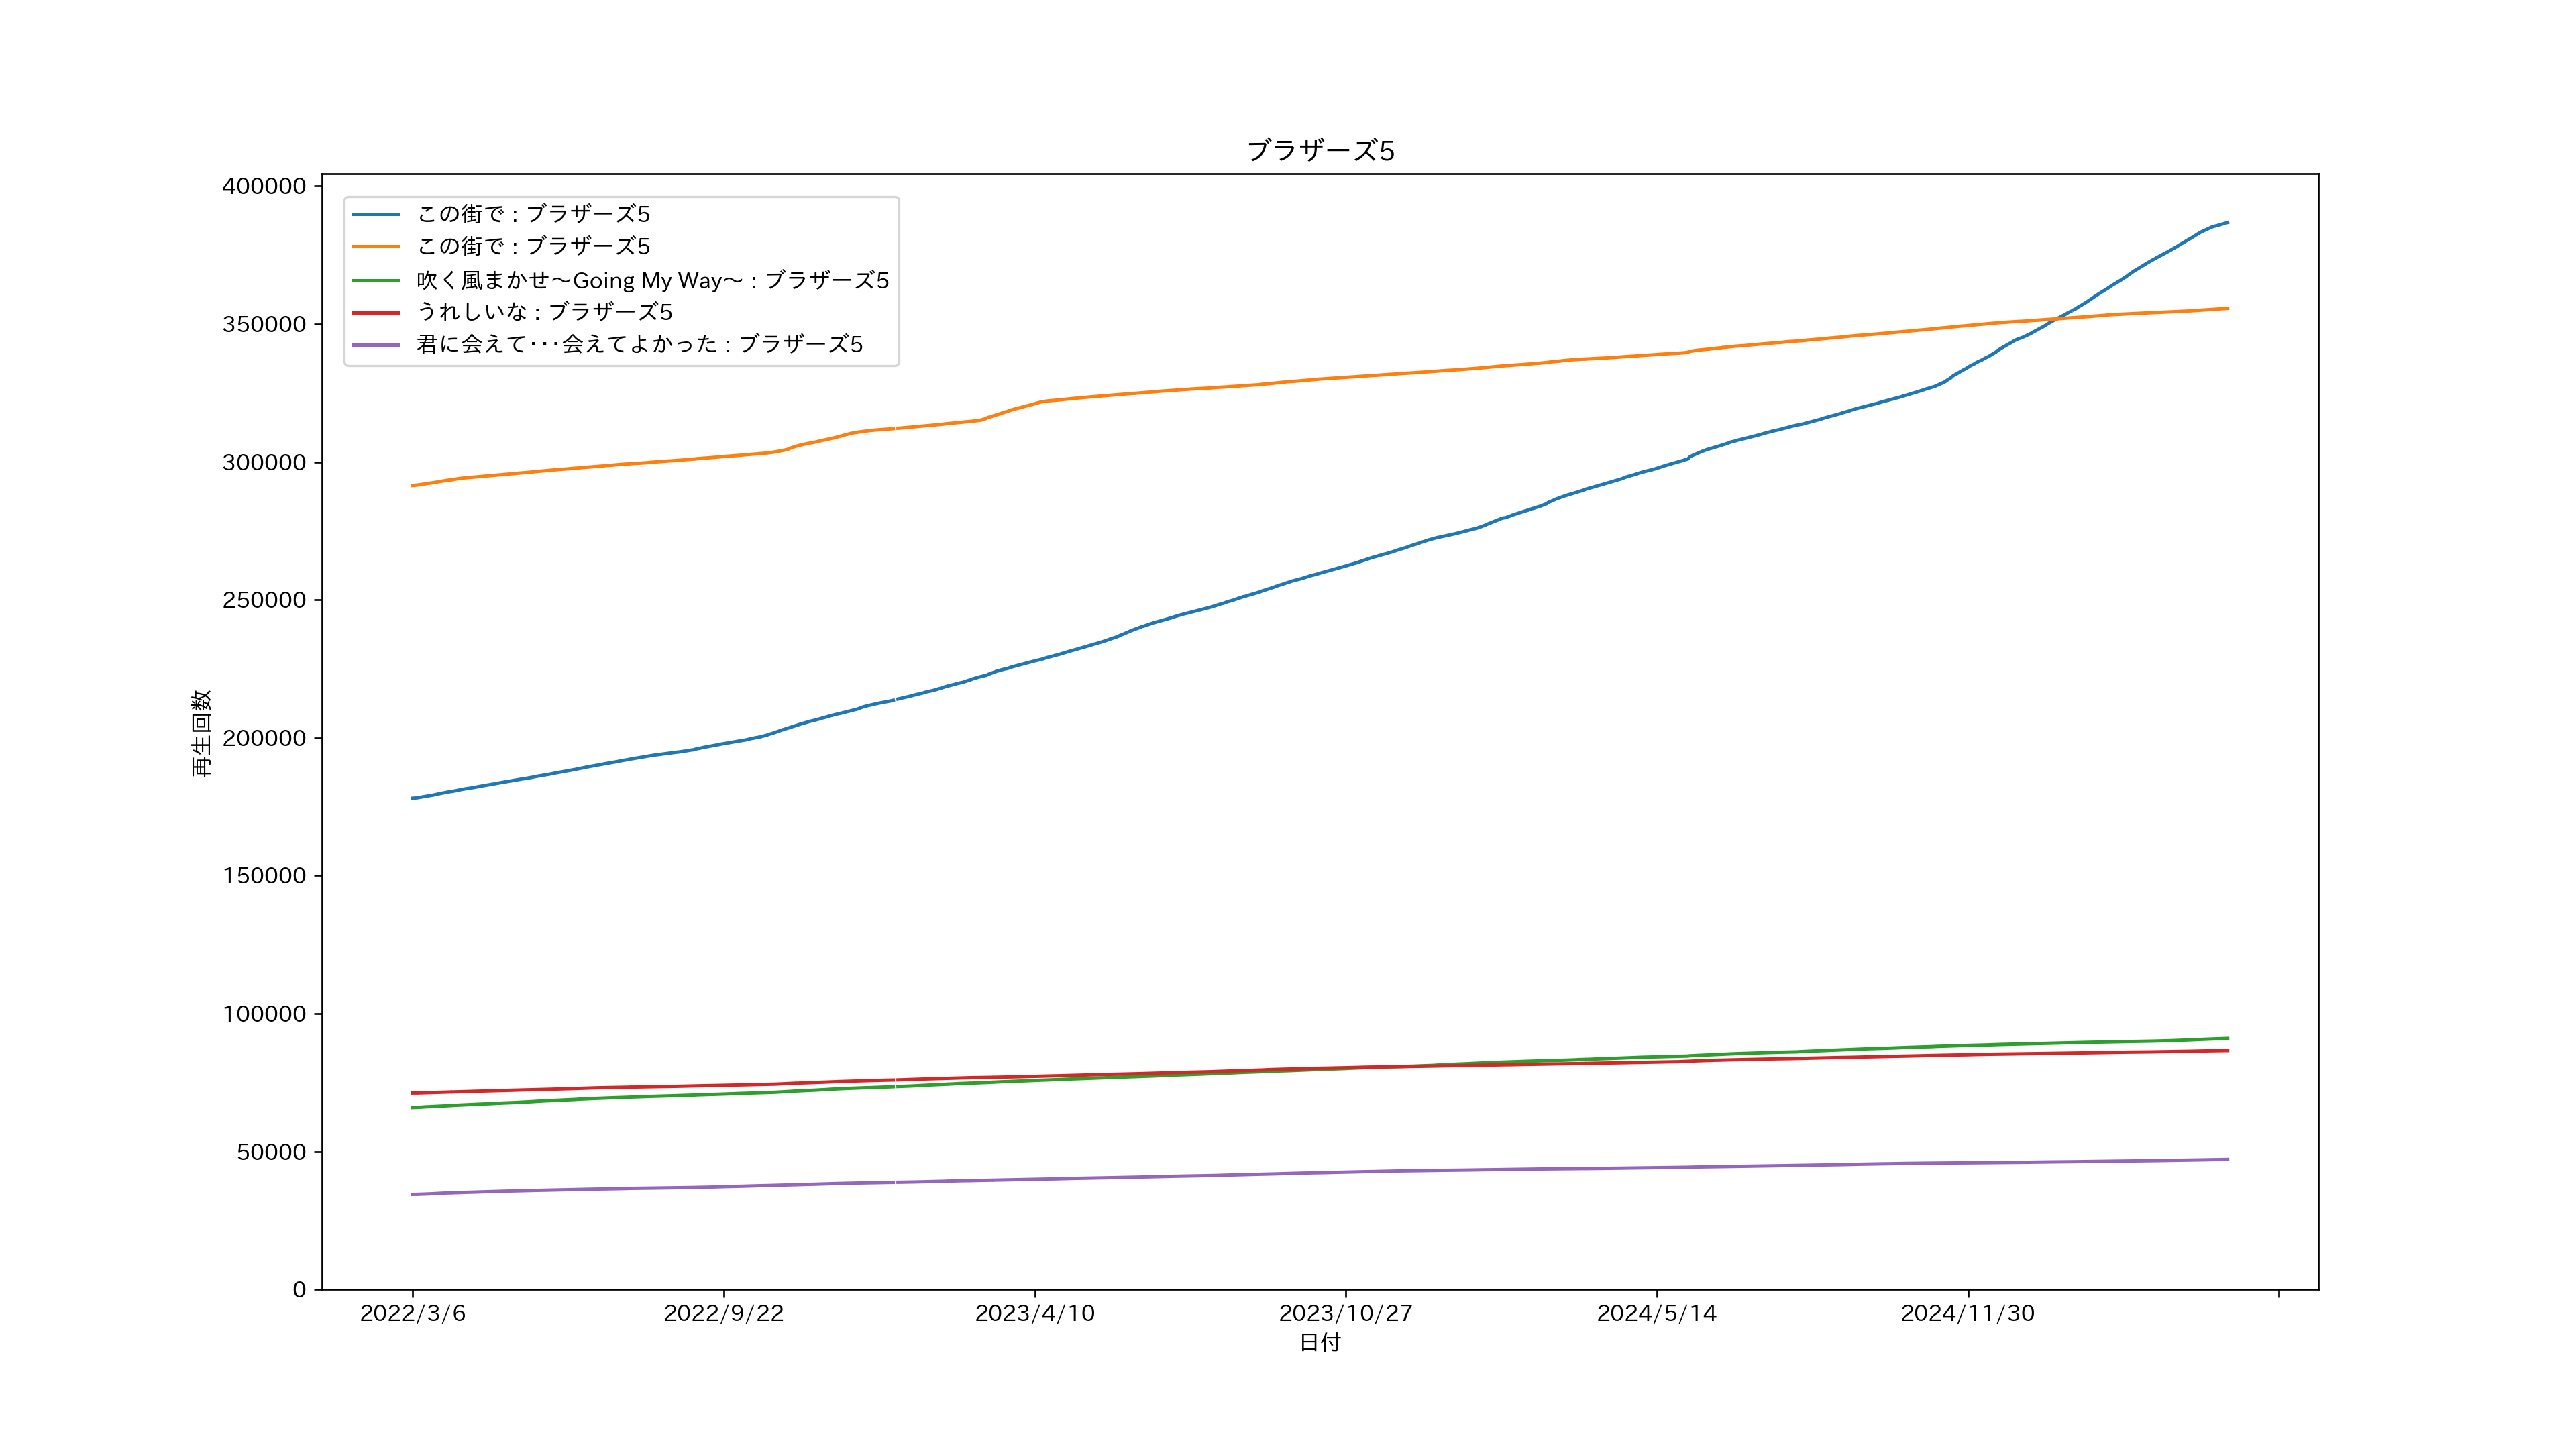 ブラザーズ5
400000
350000
300000
250000
200000
150000
100000
50000
0
再生回数
この街で : ブラザーズ5
この街で : ブラザーズ5
吹く風まかせ〜Going My Way〜 : ブラザーズ5
うれしいな : ブラザーズ5
君に会えて･･･会えてよかった : ブラザーズ5
2022/3/6 2022/9/22 2023/4/10 2023/10/27 2024/5/14 2024/11/30
日付